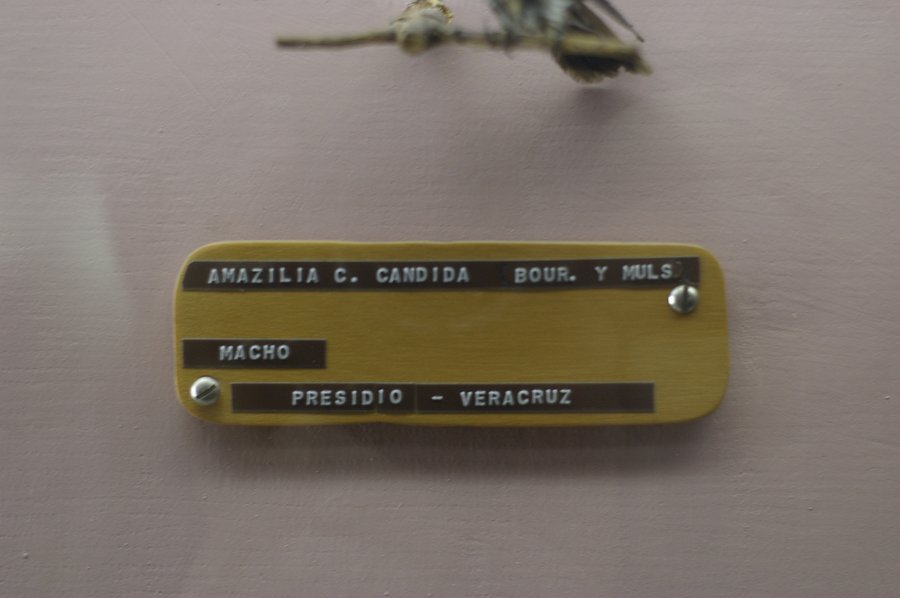 AMAZILIA C. CANDIDA BOUR. Y MULS
MACHO
PRESIDIO - VERACRUZ